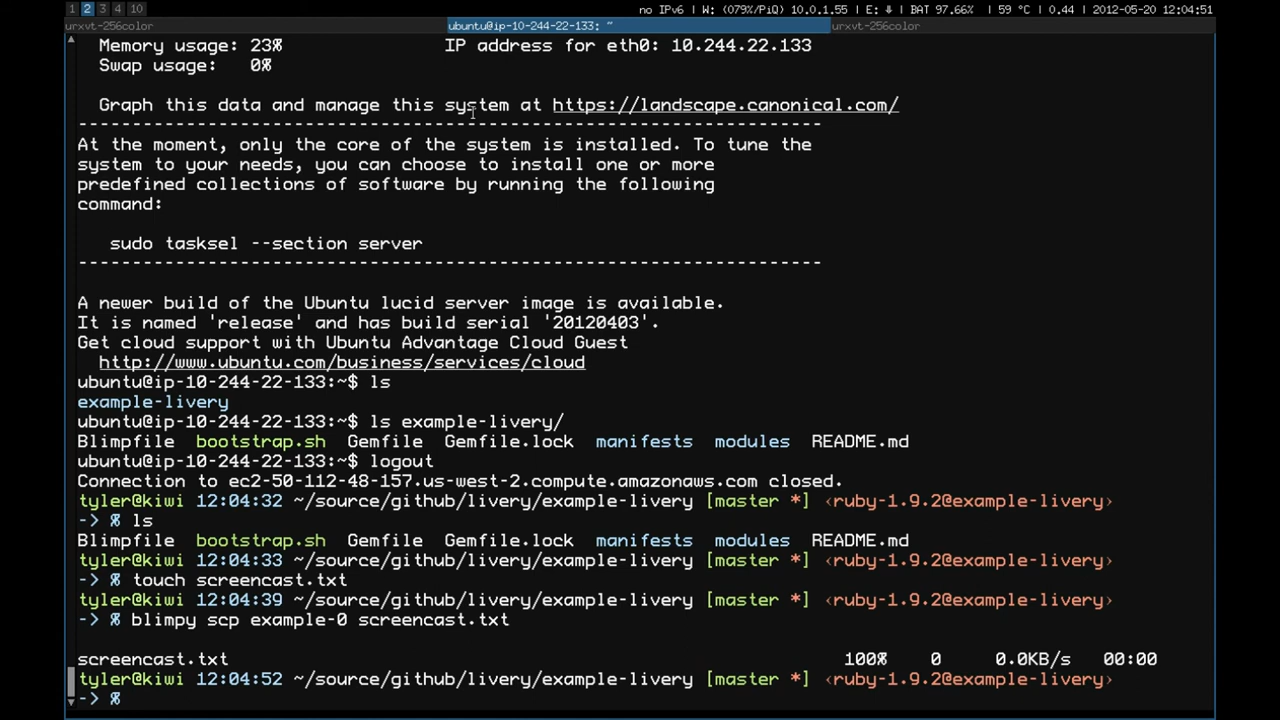 1 2 3 4 10 no IPv6 | W: (079%/PiQ) 10.0.1.55 | E: ⬇ | BAT 97.66% | 59 °C | 0.44 | 2012-05-20 12:04:51
urxvt-256color ubuntu@ip-10-244-22-133: ~ urxvt-256color
Memory usage: 23% IP address for eth0: 10.244.22.133
Swap usage: 0%
Graph this data and manage this system at https://landscape.canonical.com/
---------------------------------------------------------------------
At the moment, only the core of the system is installed. To tune the
system to your needs, you can choose to install one or more
predefined collections of software by running the following
command:
sudo tasksel --section server
---------------------------------------------------------------------
A newer build of the Ubuntu lucid server image is available.
It is named 'release' and has build serial '20120403'.
Get cloud support with Ubuntu Advantage Cloud Guest
http://www.ubuntu.com/business/services/cloud
ubuntu@ip-10-244-22-133:~$ ls
example-livery
ubuntu@ip-10-244-22-133:~$ ls example-livery/
Blimpfile bootstrap.sh Gemfile Gemfile.lock manifests modules README.md
ubuntu@ip-10-244-22-133:~$ logout
Connection to ec2-50-112-48-157.us-west-2.compute.amazonaws.com closed.
tyler@kiwi 12:04:32 ~/source/github/livery/example-livery [master *] ‹ruby-1.9.2@example-livery›
-> % ls
Blimpfile bootstrap.sh Gemfile Gemfile.lock manifests modules README.md
tyler@kiwi 12:04:33 ~/source/github/livery/example-livery [master *] ‹ruby-1.9.2@example-livery›
-> % touch screencast.txt
tyler@kiwi 12:04:39 ~/source/github/livery/example-livery [master *] ‹ruby-1.9.2@example-livery›
-> % blimpy scp example-0 screencast.txt
screencast.txt 100% 0 0.0KB/s 00:00
tyler@kiwi 12:04:52 ~/source/github/livery/example-livery [master *] ‹ruby-1.9.2@example-livery›
-> %